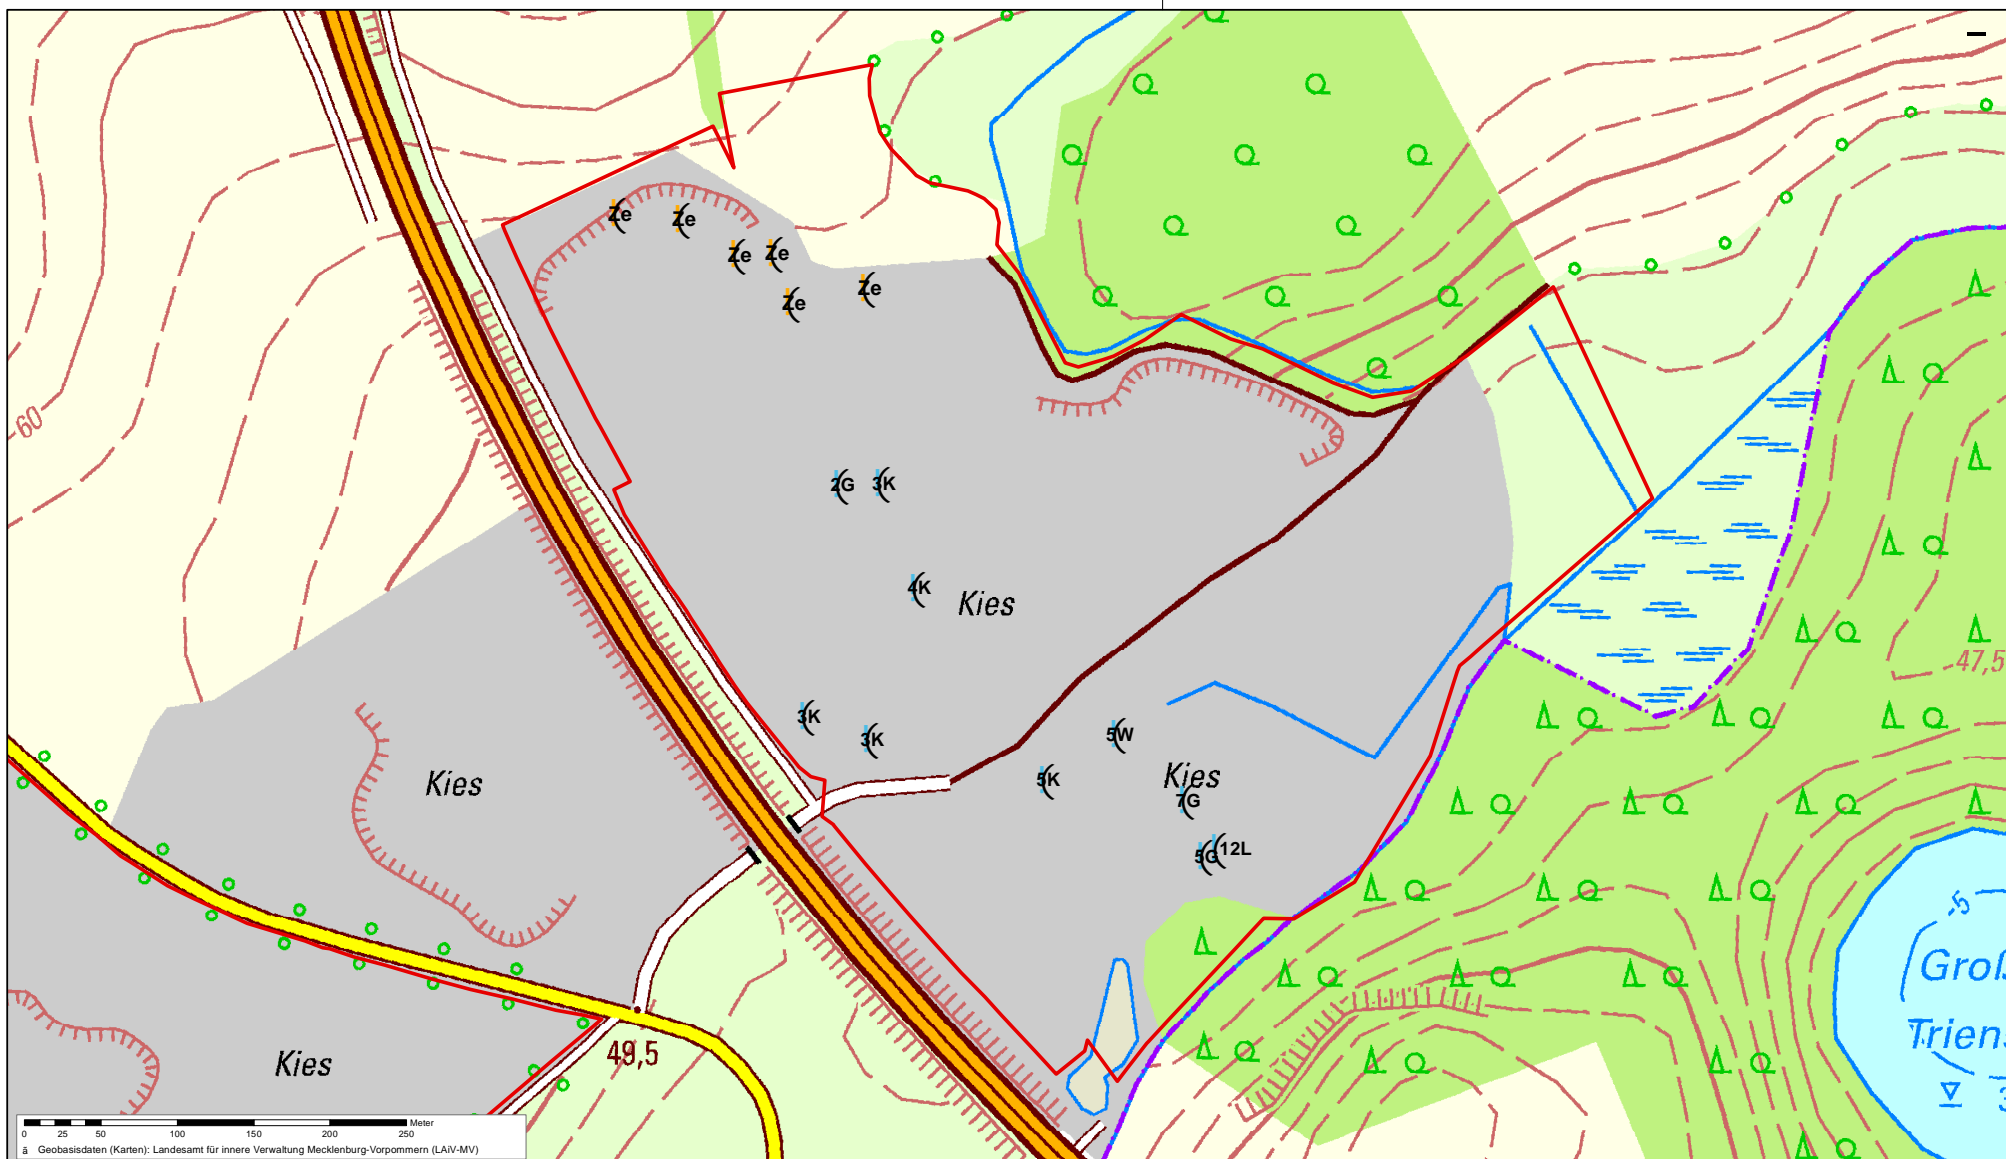 Ze
Ze
Ze Ze
Ze
Ze
60
2G 3K
4K
Kies
47,5
3K
3K
5W
Kies
5K
Kies
7G
5G 12L
-5
Groß
Triens
49,5
Kies
3
0 25 50 100 150 200 250 Meter
ã Geobasisdaten (Karten): Landesamt für innere Verwaltung Mecklenburg-Vorpommern (LAiV-MV)